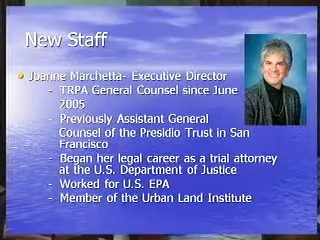 New Staff
• Joanne Marchetta- Executive Director
- TRPA General Counsel since June
2005
- Previously Assistant General
Counsel of the Presidio Trust in San
Francisco
- Began her legal career as a trial attorney
at the U.S. Department of Justice
- Worked for U.S. EPA
- Member of the Urban Land Institute